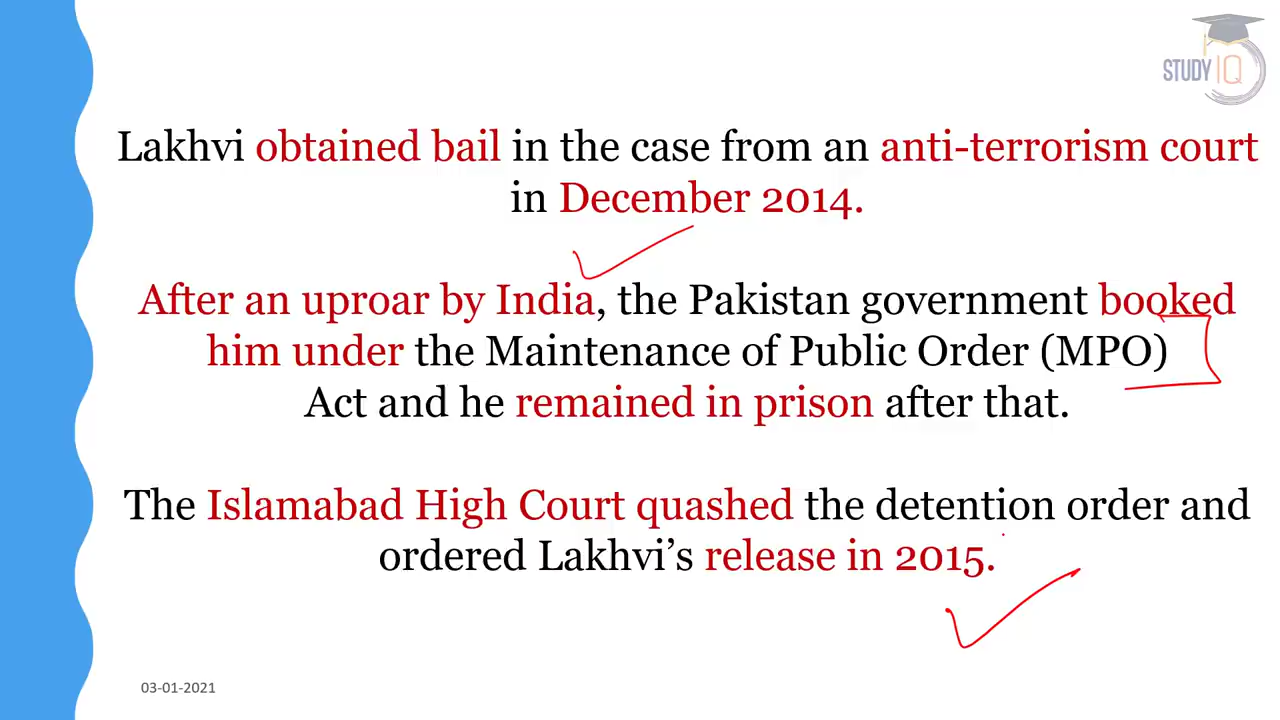 STUDY IQ
Lakhvi obtained bail in the case from an anti-terrorism court
in December 2014.
After an uproar by India, the Pakistan government booked
him under the Maintenance of Public Order (MPO)
Act and he remained in prison after that.
The Islamabad High Court quashed the detention order and
ordered Lakhvi’s release in 2015.
03-01-2021